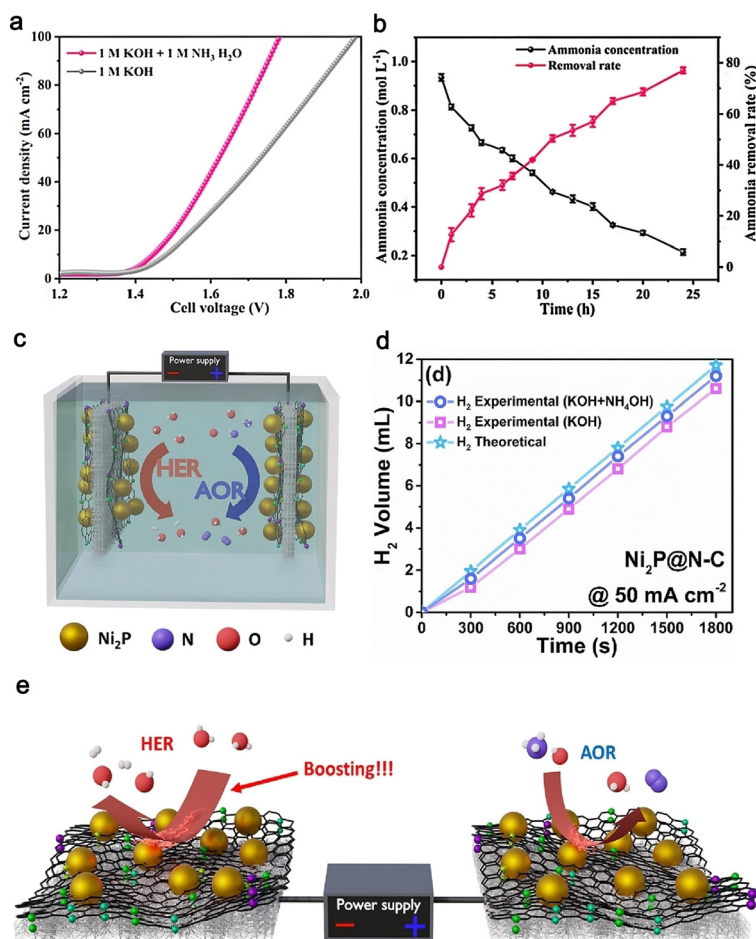 a
100
80
60
40
20
0
1.2
1.4
1.6
1.8
2.0
Current density (mA cm⁻²)
Cell voltage (V)
1 M KOH + 1 M NH₃ H₂O
1 M KOH
b
1.0
0.8
0.6
0.4
0.2
80
60
40
20
0
0
5
10
15
20
25
Ammonia concentration (mol L⁻¹)
Ammonia removal rate (%)
Time (h)
Ammonia concentration
Removal rate
c
Power supply
− +
HER
AOR
Ni₂P N O H
d
(d)
12
10
8
6
4
2
0
300
600
900
1200
1500
1800
H₂ Volume (mL)
Time (s)
H₂ Experimental (KOH+NH₄OH)
H₂ Experimental (KOH)
H₂ Theoretical
Ni₂P@N-C
@ 50 mA cm⁻²
e
HER
Boosting!!!
AOR
Power supply
− +